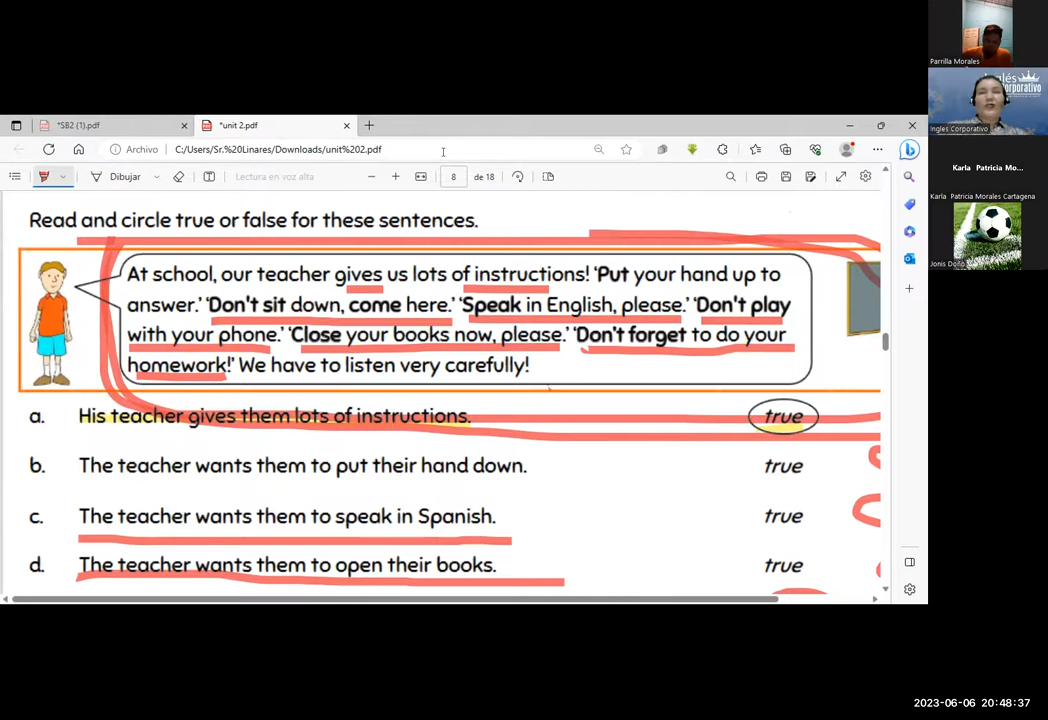 Parrilla Morales
Inglés
Corporativo
Ingles Corporativo
Karla Patricia Mo...
Karla Patricia Morales Cartagena
Jonis Doño
*SB2 (1).pdf
*unit 2.pdf
Archivo
C:/Users/Sr.%20Linares/Downloads/unit%202.pdf
Dibujar
Lectura en voz alta
8 de 18
Read and circle true or false for these sentences.
At school, our teacher gives us lots of instructions! 'Put your hand up to
answer.' 'Don't sit down, come here.' 'Speak in English, please.' 'Don't play
with your phone.' 'Close your books now, please.' 'Don't forget to do your
homework!' We have to listen very carefully!
a. His teacher gives them lots of instructions. true
b. The teacher wants them to put their hand down. true
c. The teacher wants them to speak in Spanish. true
d. The teacher wants them to open their books. true
2023-06-06 20:48:37